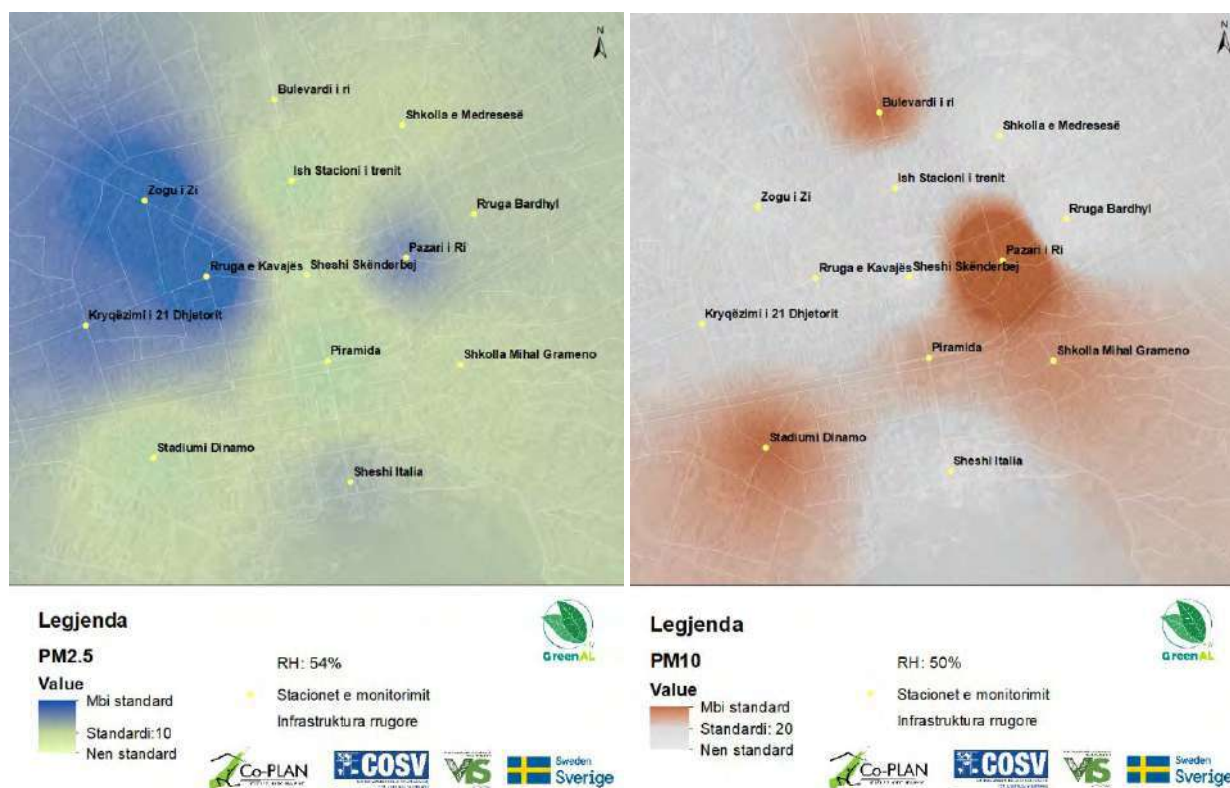 N
Bulevardi i ri
Shkolla e Medresesë
Ish Stacioni i trenit
Zogu i Zi
Rruga Bardhyl
Pazari i Ri
Rruga e Kavajës
Sheshi Skënderbej
Kryqëzimi i 21 Dhjetorit
Piramida
Shkolla Mihal Grameno
Stadiumi Dinamo
Sheshi Italia
Legjenda
PM2.5
Value
Mbi standard
Standardi:10
Nen standard
RH: 54%
Stacionet e monitorimit
Infrastruktura rrugore
GreenAL
Co-PLAN
COSV
VIS
Sweden
Sverige
N
Bulevardi i ri
Shkolla e Medresesë
Ish Stacioni i trenit
Zogu i Zi
Rruga Bardhyl
Pazari i Ri
Rruga e Kavajës
Sheshi Skënderbej
Kryqëzimi i 21 Dhjetorit
Piramida
Shkolla Mihal Grameno
Stadiumi Dinamo
Sheshi Italia
Legjenda
PM10
Value
Mbi standard
Standardi: 20
Nen standard
RH: 50%
Stacionet e monitorimit
Infrastruktura rrugore
GreenAL
Co-PLAN
COSV
VIS
Sweden
Sverige